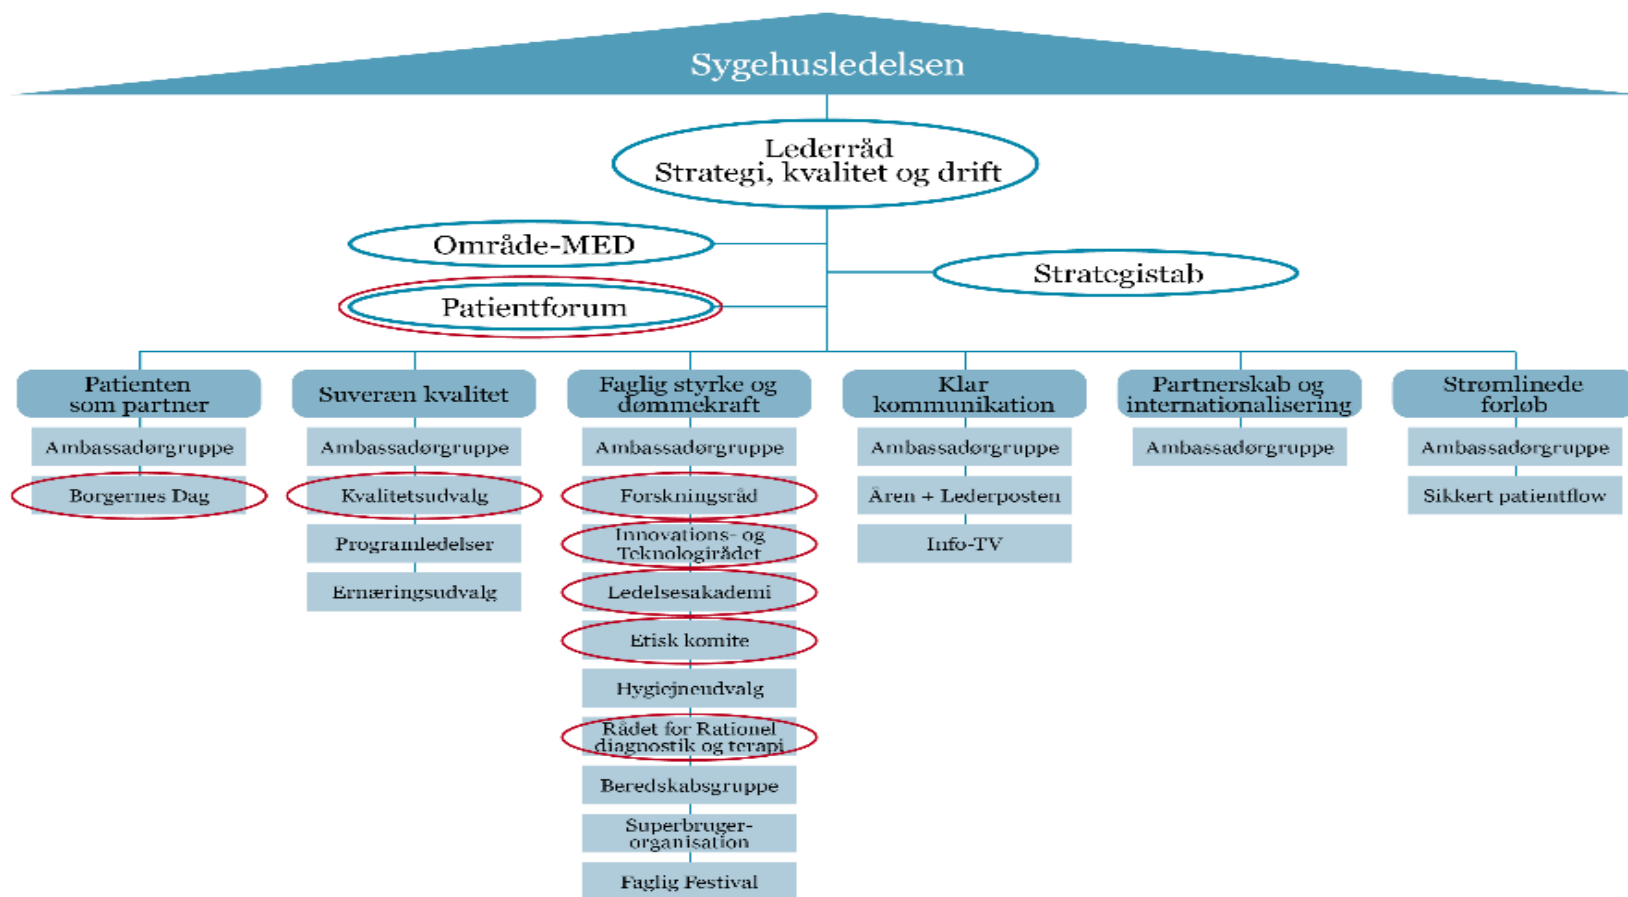 Sygehusledelsen
Lederråd
Strategi, kvalitet og drift
Område-MED
Strategistab
Patientforum
Patienten
som partner
Ambassadørgruppe
Borgernes Dag
Suveræn kvalitet
Ambassadørgruppe
Kvalitetsudvalg
Programledelser
Ernæringsudvalg
Faglig styrke og
dømmekraft
Ambassadørgruppe
Forskningsråd
Innovations- og
Teknologirådet
Ledelsesakademi
Etisk komite
Hygiejneudvalg
Rådet for Rationel
diagnostik og terapi
Beredskabsgruppe
Superbruger-
organisation
Faglig Festival
Klar
kommunikation
Ambassadørgruppe
Åren + Lederposten
Info-TV
Partnerskab og
internationalisering
Ambassadørgruppe
Strømlinede
forløb
Ambassadørgruppe
Sikkert patientflow